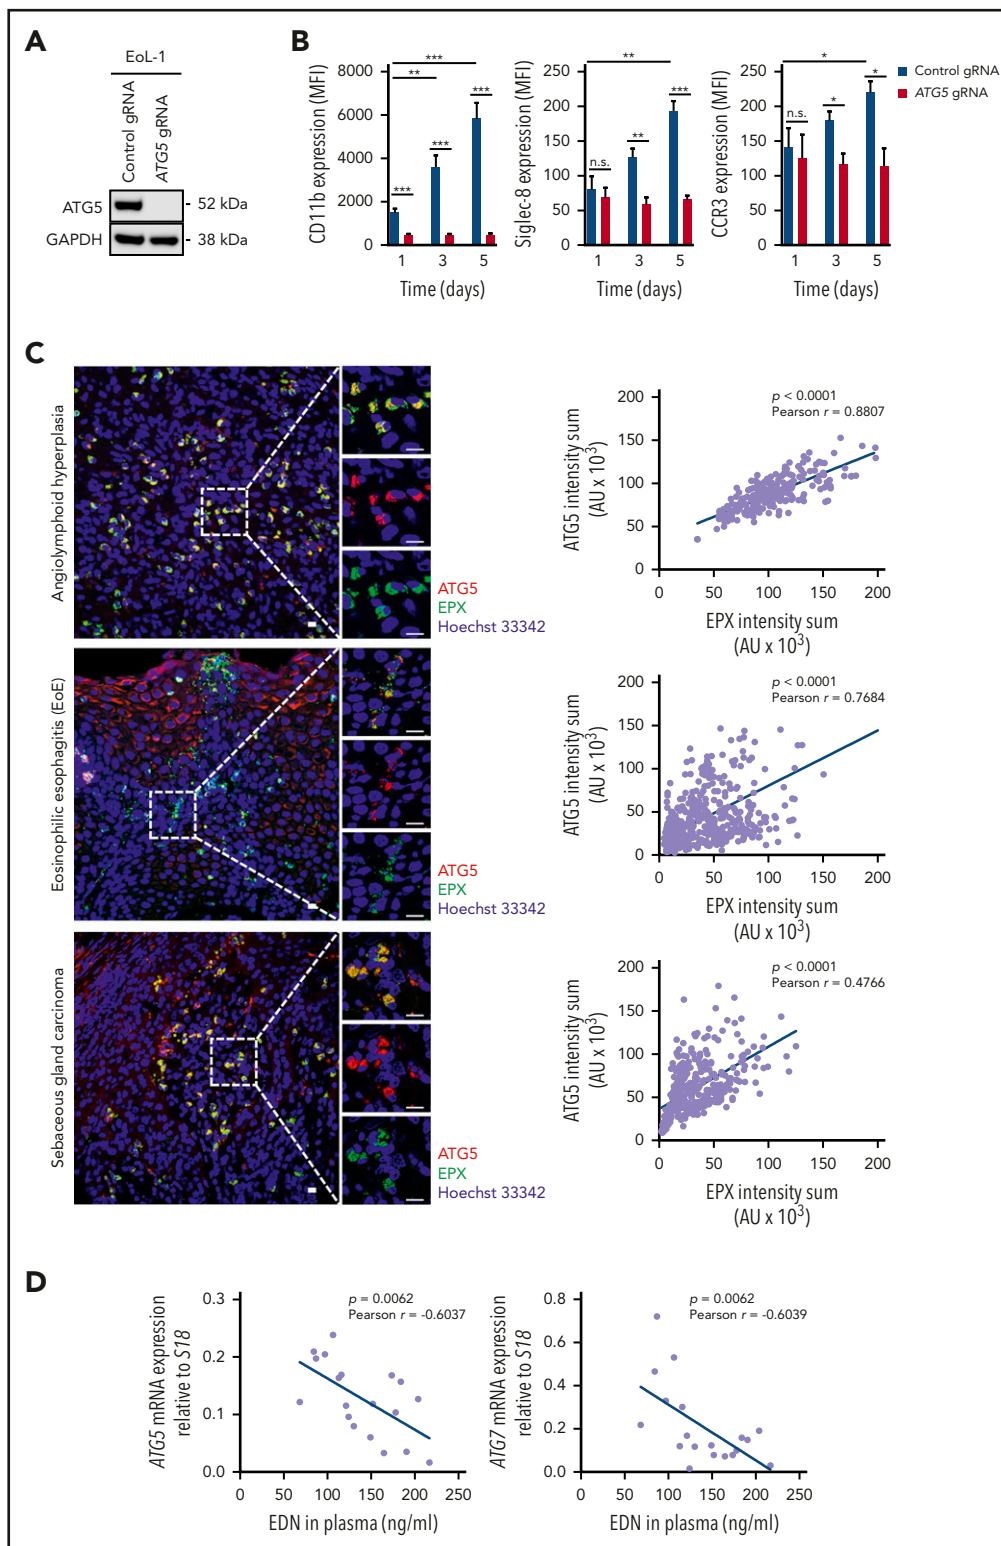 A
EoL-1
Control gRNA
ATG5 gRNA
ATG5
- 52 kDa
GAPDH
- 38 kDa
B
CD11b expression (MFI)
8000
6000
4000
2000
0
***
**
***
***
***
1 3 5
Time (days)
Siglec-8 expression (MFI)
250
200
150
100
50
0
**
n.s.
**
***
1 3 5
Time (days)
CCR3 expression (MFI)
250
200
150
100
50
0
*
n.s.
*
*
1 3 5
Time (days)
Control gRNA
ATG5 gRNA
C
Angiolymphoid hyperplasia
ATG5
EPX
Hoechst 33342
p < 0.0001
Pearson r = 0.8807
ATG5 intensity sum
(AU x 10³)
200
150
100
50
0
0 50 100 150 200
EPX intensity sum
(AU x 10³)
Eosinophilic esophagitis (EoE)
ATG5
EPX
Hoechst 33342
p < 0.0001
Pearson r = 0.7684
ATG5 intensity sum
(AU x 10³)
200
150
100
50
0
0 50 100 150 200
EPX intensity sum
(AU x 10³)
Sebaceous gland carcinoma
ATG5
EPX
Hoechst 33342
p < 0.0001
Pearson r = 0.4766
ATG5 intensity sum
(AU x 10³)
200
150
100
50
0
0 50 100 150 200
EPX intensity sum
(AU x 10³)
D
p = 0.0062
Pearson r = -0.6037
ATG5 mRNA expression
relative to S18
0.3
0.2
0.1
0.0
0 50 100 150 200 250
EDN in plasma (ng/ml)
p = 0.0062
Pearson r = -0.6039
ATG7 mRNA expression
relative to S18
0.8
0.6
0.4
0.2
0.0
0 50 100 150 200 250
EDN in plasma (ng/ml)